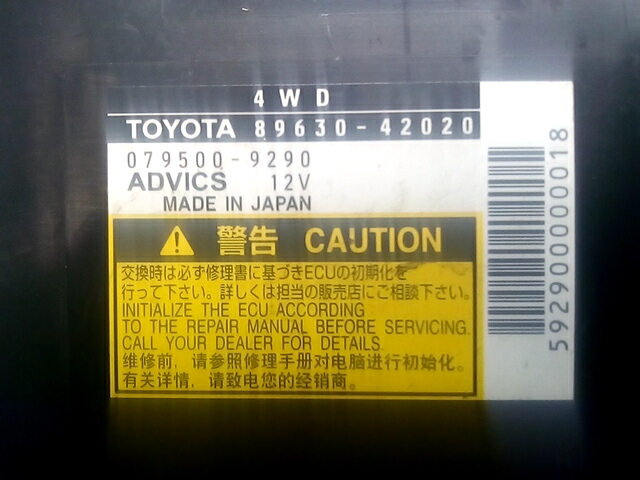 4WD
TOYOTA 89630-42020
079500-9290
ADVICS 12V
MADE IN JAPAN
警告 CAUTION
交換時は必ず修理書に基づきECUの初期化を
行って下さい。詳しくは担当の販売店にご相談下さい。
INITIALIZE THE ECU ACCORDING
TO THE REPAIR MANUAL BEFORE SERVICING.
CALL YOUR DEALER FOR DETAILS.
维修前，请参照修理手册对电脑进行初始化。
有关详情，请致电您的经销商。
59290000018